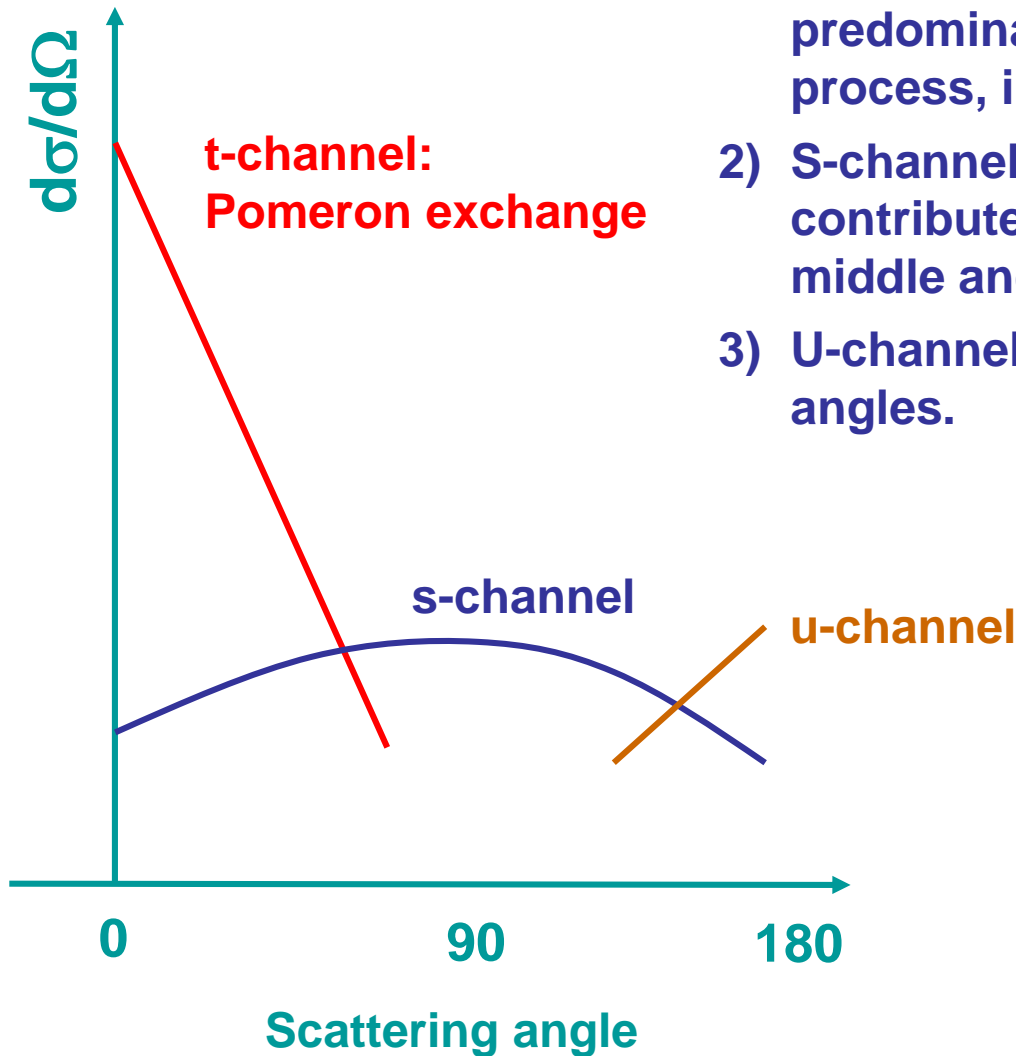 dσ/dΩ
t-channel:
Pomeron exchange
s-channel
u-channel
0
90
180
Scattering angle
process, i
2) S-channel
contribute
middle an
3) U-channel
angles.